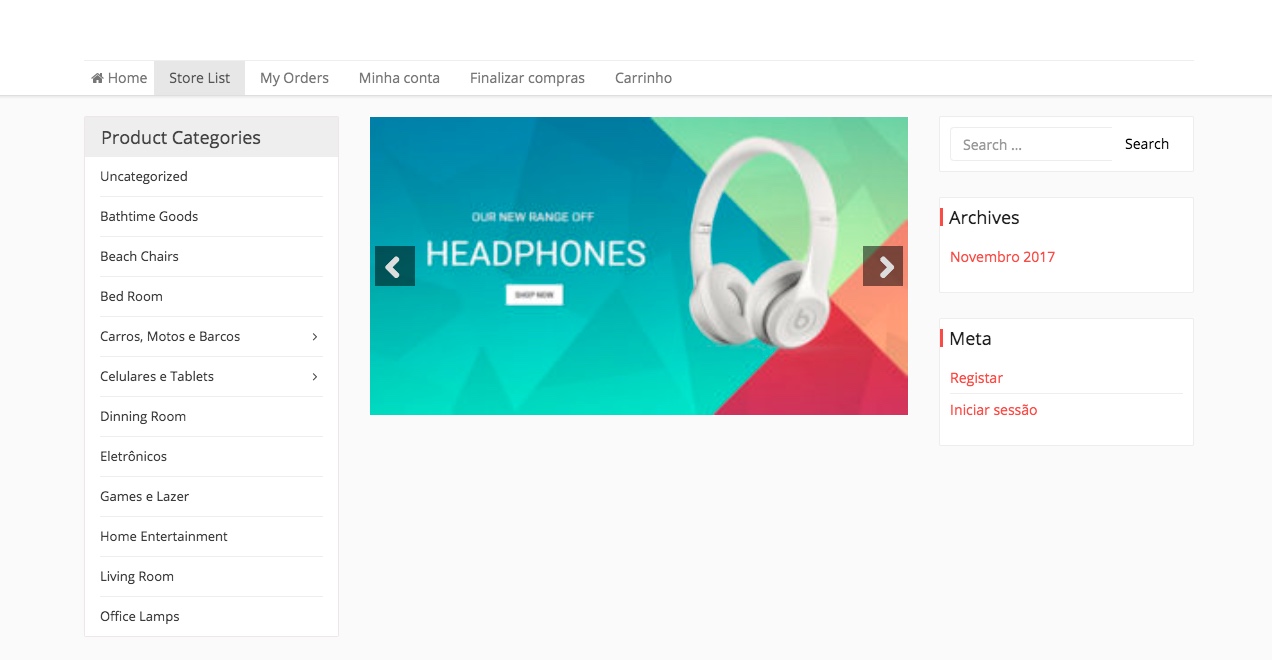 Home Store List My Orders Minha conta Finalizar compras Carrinho
Product Categories
Uncategorized
Bathtime Goods
Beach Chairs
Bed Room
Carros, Motos e Barcos
Celulares e Tablets
Dinning Room
Eletrônicos
Games e Lazer
Home Entertainment
Living Room
Office Lamps
OUR NEW RANGE OFF
HEADPHONES
SHOP NOW
Search ... Search
Archives
Novembro 2017
Meta
Registar
Iniciar sessão